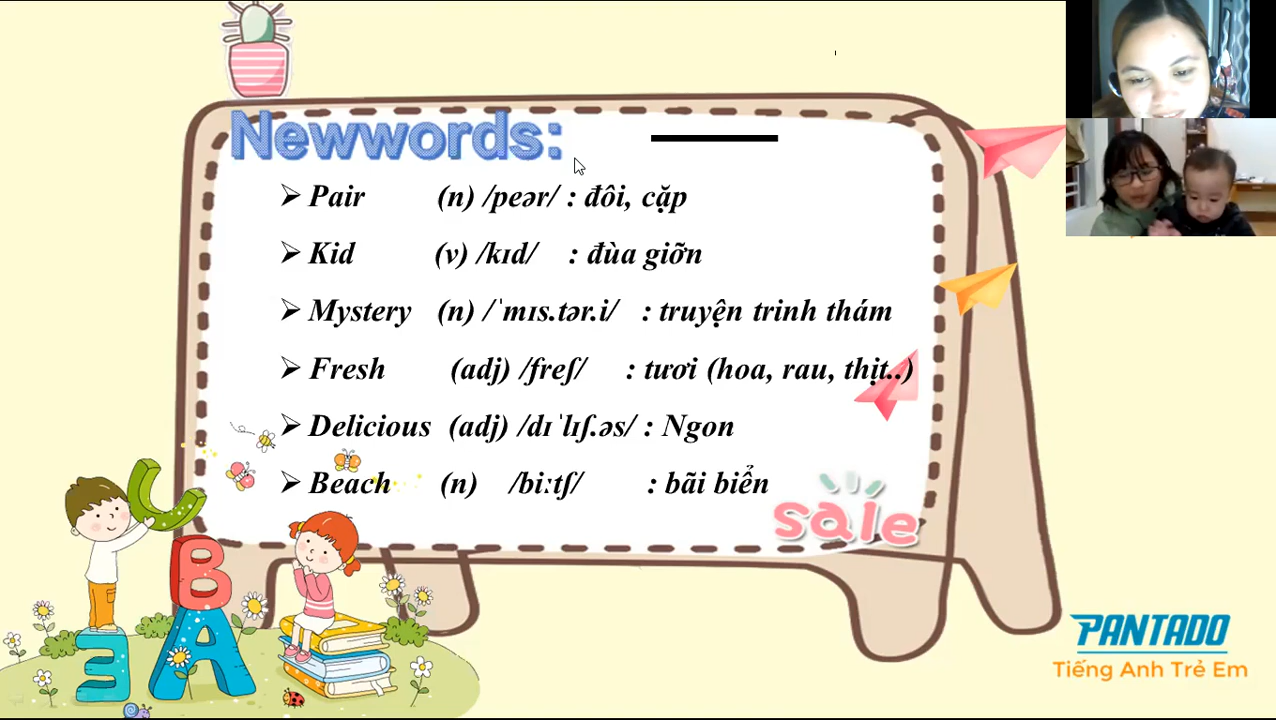 Newwords:
Pair (n) /peər/ : đôi, cặp
Kid (v) /kɪd/ : đùa giỡn
Mystery (n) /ˈmɪs.tər.i/ : truyện trinh thám
Fresh (adj) /freʃ/ : tươi (hoa, rau, thịt..)
Delicious (adj) /dɪˈlɪʃ.əs/ : Ngon
Beach (n) /biːtʃ/ : bãi biển
sale
U
B
E A
PANTADO
Tiếng Anh Trẻ Em